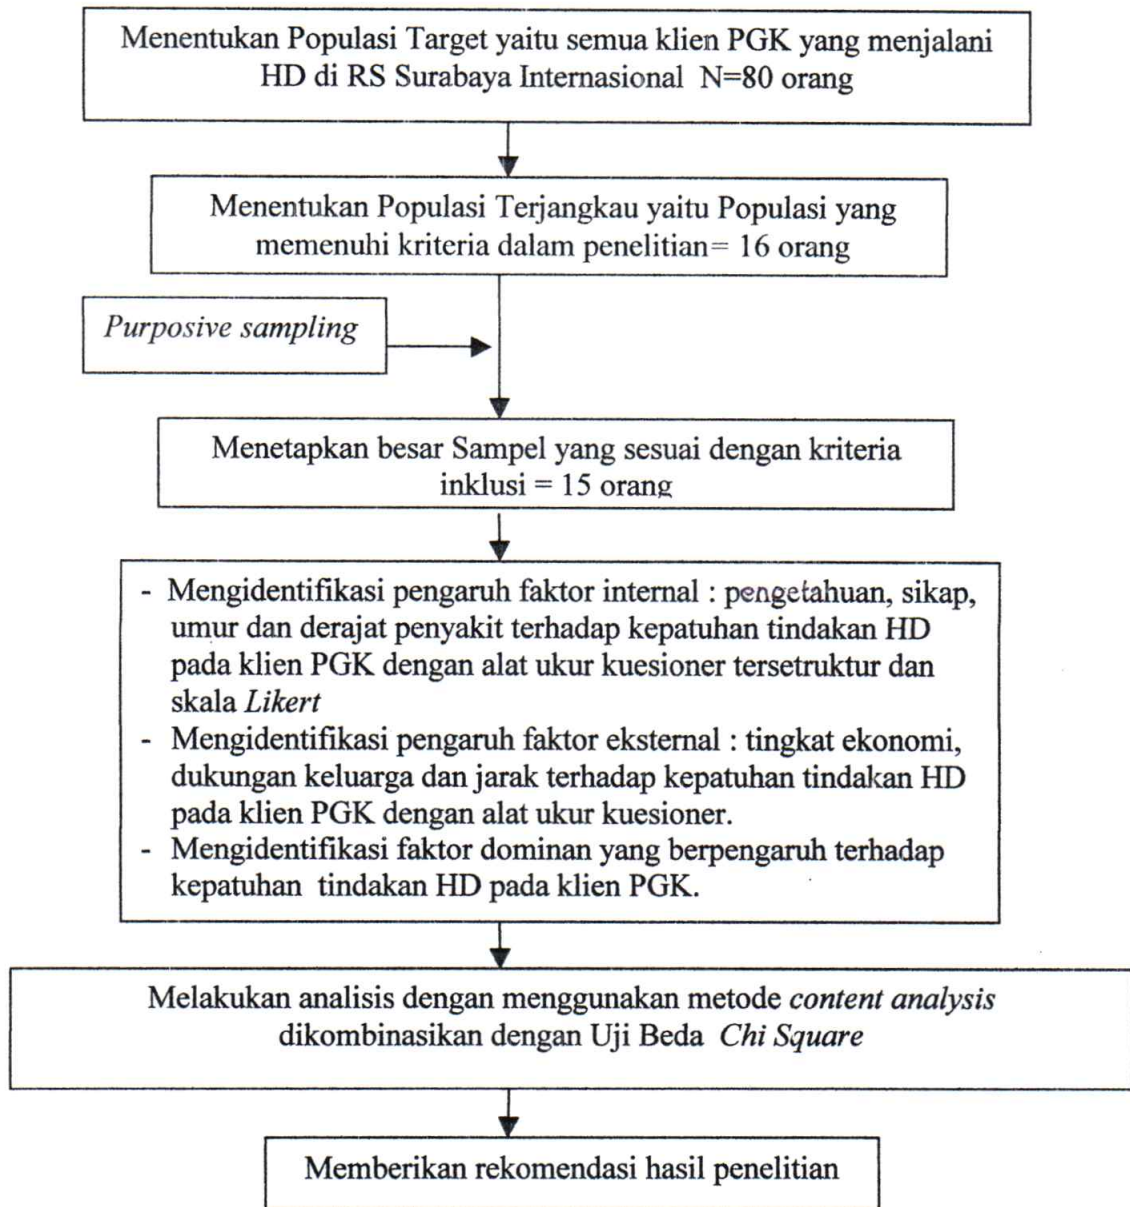 Menentukan Populasi Target yaitu semua klien PGK yang menjalani
HD di RS Surabaya Internasional N=80 orang
Menentukan Populasi Terjangkau yaitu Populasi yang
memenuhi kriteria dalam penelitian= 16 orang
Purposive sampling
Menetapkan besar Sampel yang sesuai dengan kriteria
inklusi = 15 orang
- Mengidentifikasi pengaruh faktor internal : pengetahuan, sikap,
umur dan derajat penyakit terhadap kepatuhan tindakan HD
pada klien PGK dengan alat ukur kuesioner tersetruktur dan
skala Likert
- Mengidentifikasi pengaruh faktor eksternal : tingkat ekonomi,
dukungan keluarga dan jarak terhadap kepatuhan tindakan HD
pada klien PGK dengan alat ukur kuesioner.
- Mengidentifikasi faktor dominan yang berpengaruh terhadap
kepatuhan tindakan HD pada klien PGK.
Melakukan analisis dengan menggunakan metode content analysis
dikombinasikan dengan Uji Beda Chi Square
Memberikan rekomendasi hasil penelitian